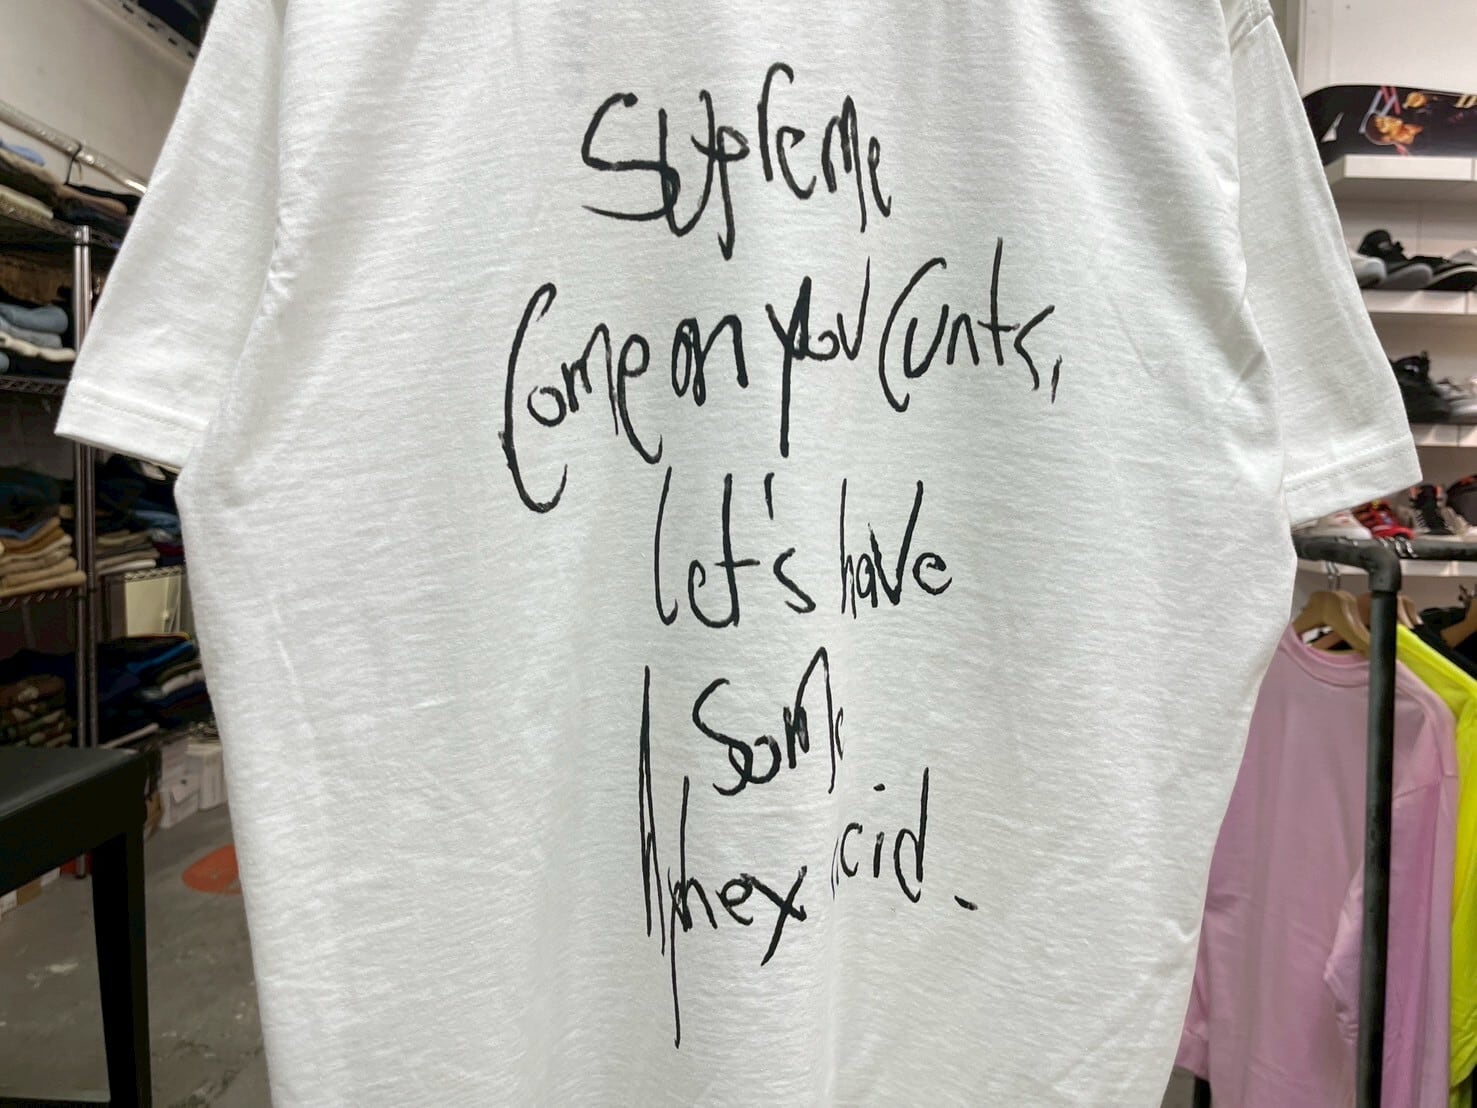 Supreme
Come on you cunts,
let's have
some
Aphex acid.